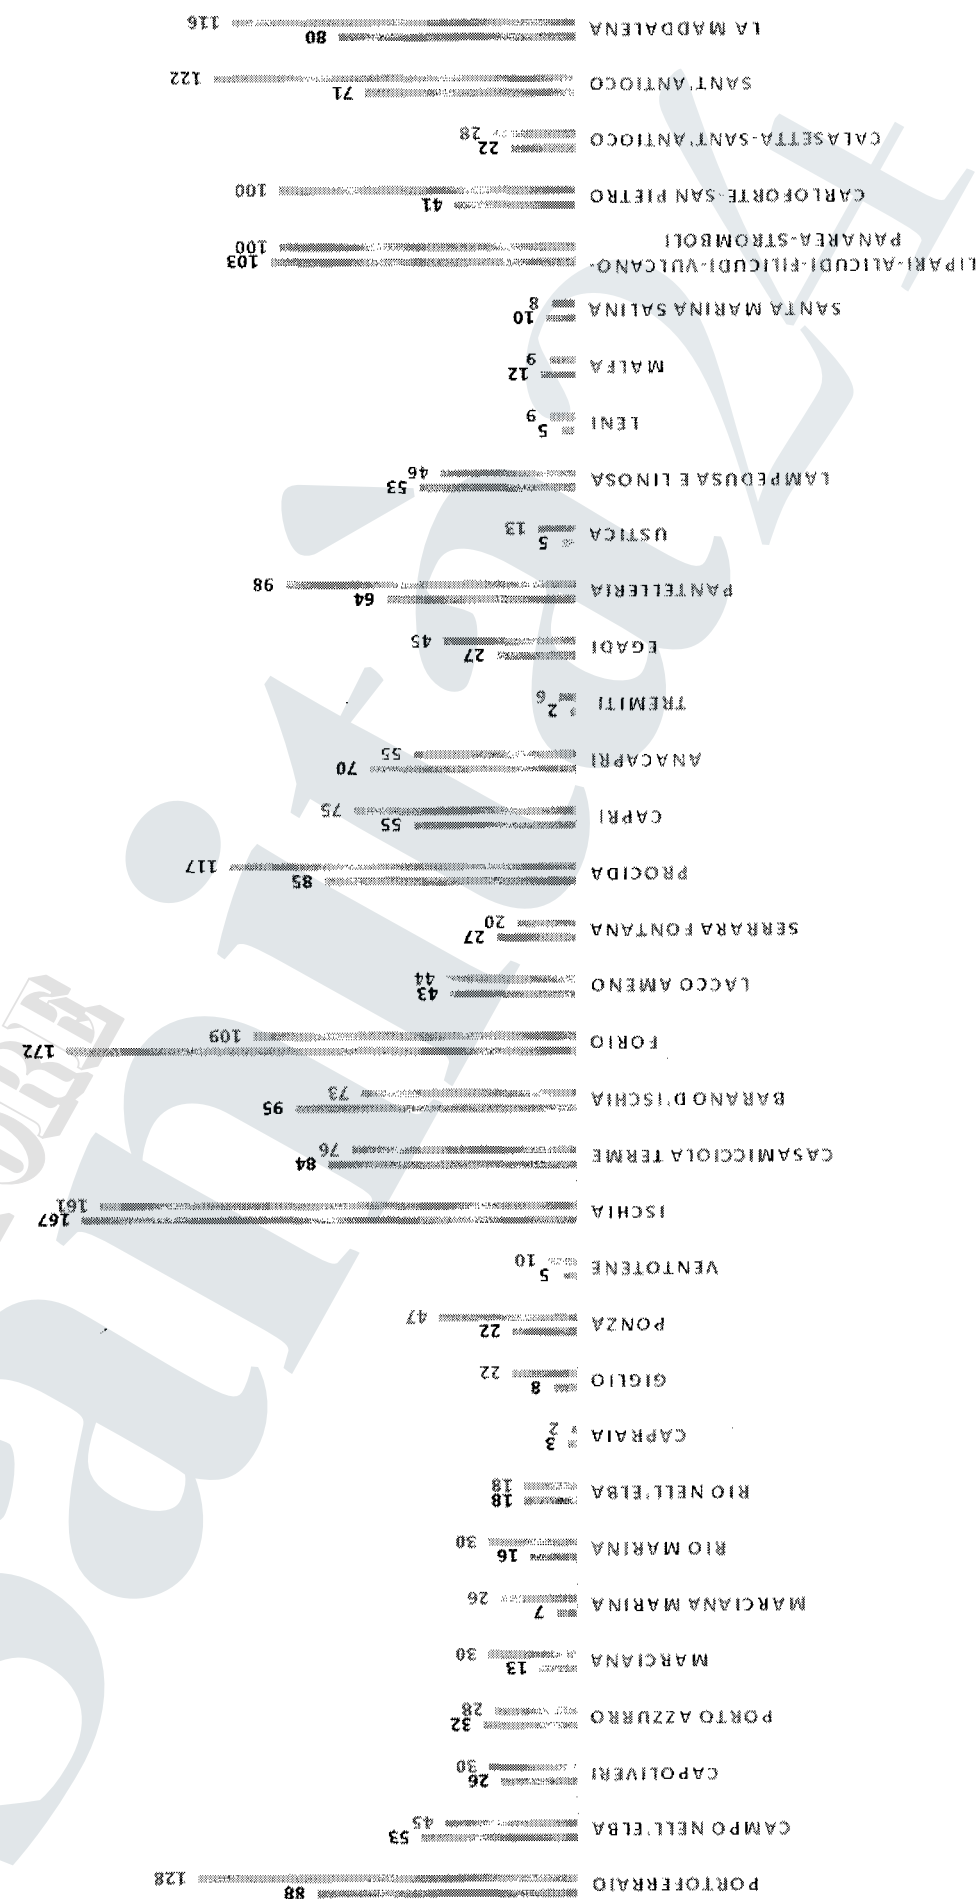 PORTOFERRAIO 88
128
CAMPO NELL'ELBA 53
45
CAPOLIVERI 26
30
PORTO AZZURRO 32
28
MARCIANA 13
30
MARCIANA MARINA 7
26
RIO MARINA 16
30
RIO NELL'ELBA 18
18
CAPRAIA 3
2
GIGLIO 8
22
PONZA 22
47
VENTOTENE 5
10
ISCHIA 167
161
CASAMICCIOLA TERME 84
76
BARANO D'ISCHIA 95
73
FORIO 172
109
LACCO AMENO 43
44
SERRARA FONTANA 27
20
PROCIDA 85
117
CAPRI 55
75
ANACAPRI 70
55
TREMITI 2
6
EGADI 27
45
PANTELLERIA 64
98
USTICA 5
13
LAMPEDUSA E LINOSA 53
46
LENI 5
9
MALFA 12
9
SANTA MARINA SALINA 10
8
LIPARI-ALICUDI-FILICUDI-VULCANO- 103
PANAREA-STROMBOLI 100
CARLOFORTE-SAN PIETRO 41
100
CALASETTA-SANT'ANTIOCO 22
28
SANT'ANTIOCO 71
122
LA MADDALENA 80
116
Sanità24
ORE